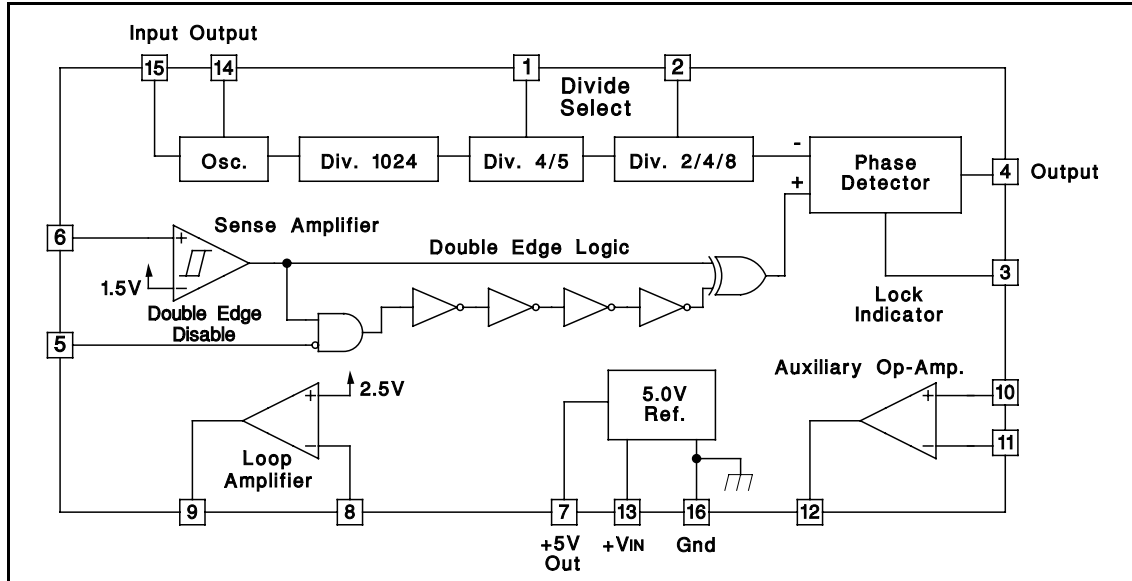 Input Output
15
14
1
2
Divide
Select
Osc.
Div. 1024
Div. 4/5
Div. 2/4/8
-
+
Phase
Detector
4
Output
6
Sense Amplifier
+
−
1.5V
Double Edge Logic
3
Double Edge
Disable
5
Lock
Indicator
2.5V
+
−
Loop
Amplifier
5.0V
Ref.
Auxiliary Op-Amp.
+
−
10
11
9
8
7
13
16
12
+5V
Out
+VIN
Gnd